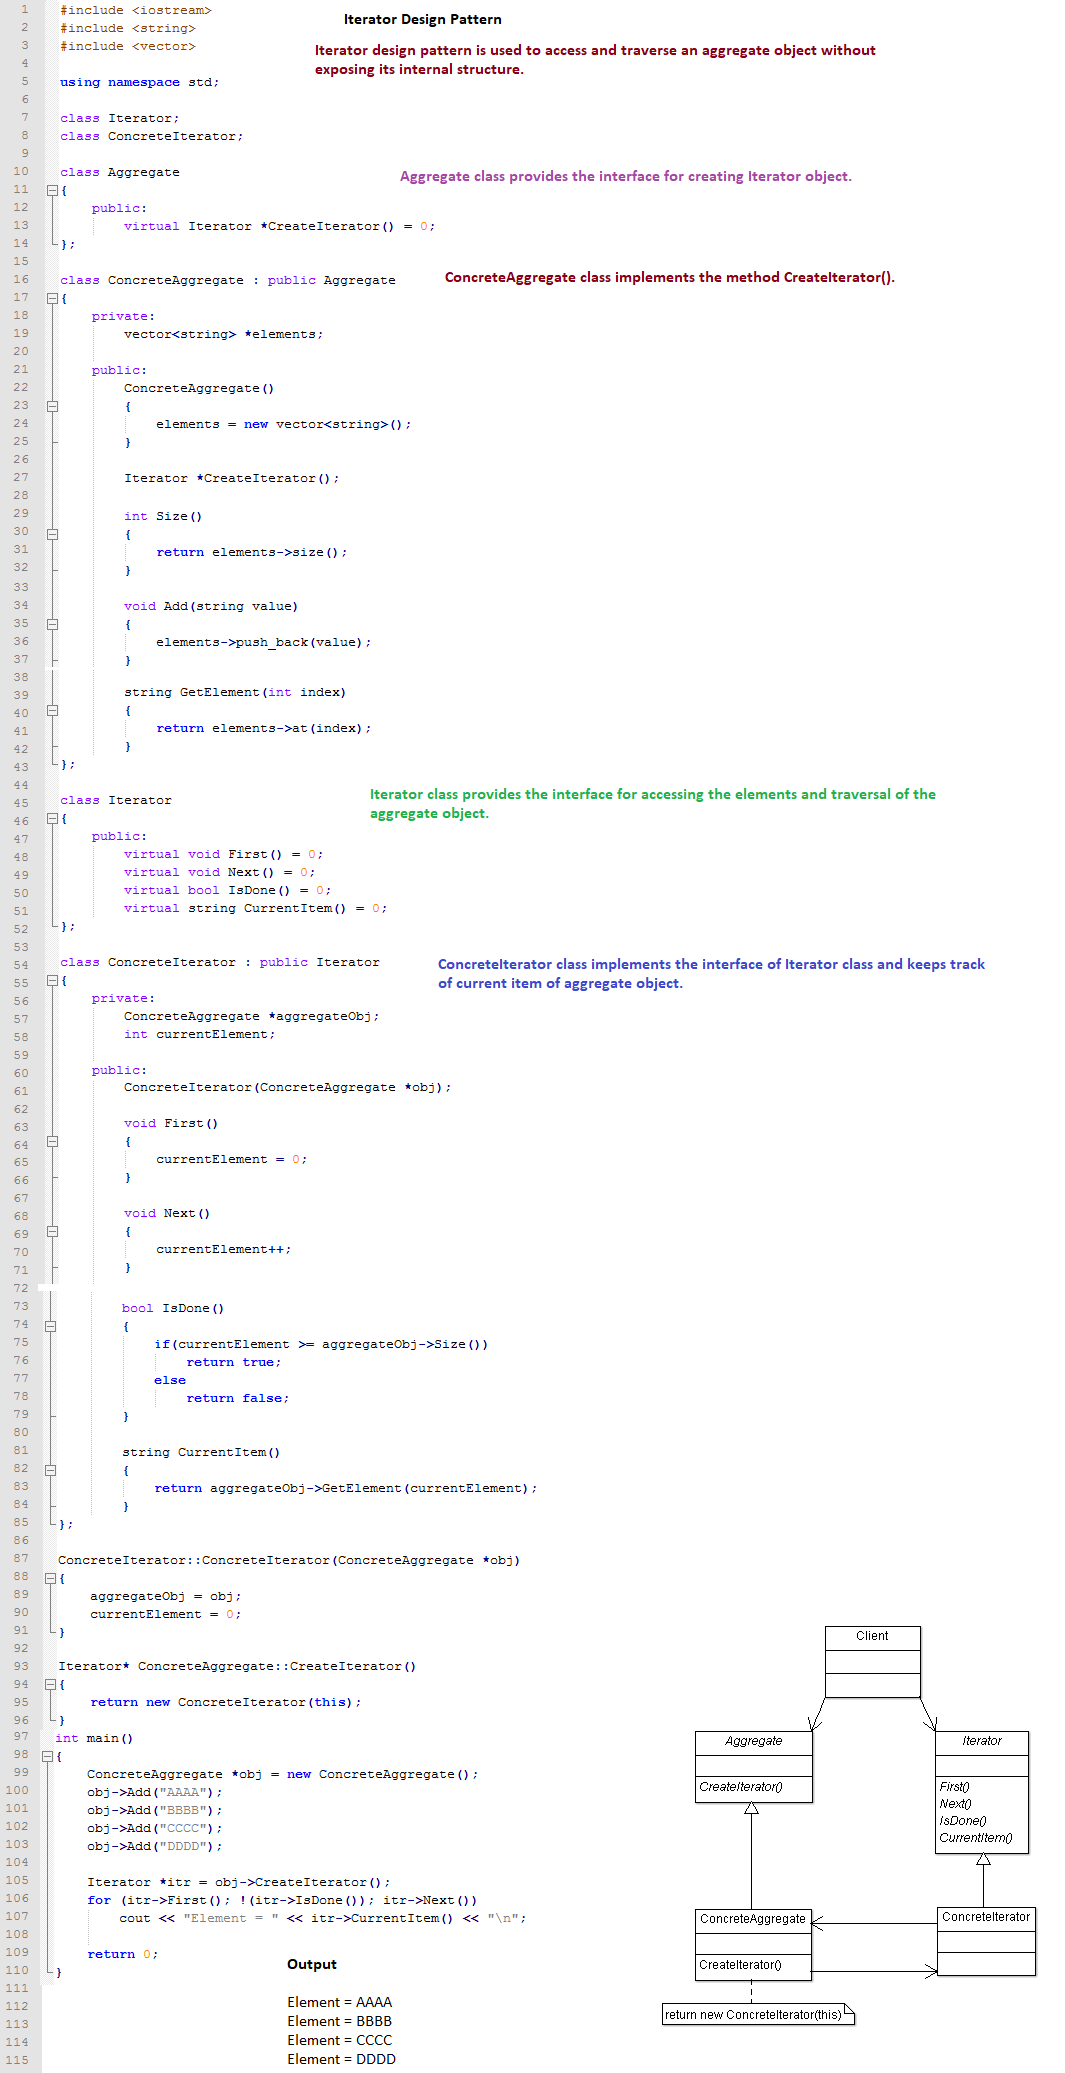 1 #include <iostream>
Iterator Design Pattern
2 #include <string>
3 #include <vector>
Iterator design pattern is used to access and traverse an aggregate object without
exposing its internal structure.
4
5 using namespace std;
6
7 class Iterator;
8 class ConcreteIterator;
9
10 class Aggregate
Aggregate class provides the interface for creating Iterator object.
11 {
12 public:
13 virtual Iterator *CreateIterator() = 0;
14 };
15
16 class ConcreteAggregate : public Aggregate
ConcreteAggregate class implements the method CreateIterator().
17 {
18 private:
19 vector<string> *elements;
20
21 public:
22 ConcreteAggregate()
23 {
24 elements = new vector<string>();
25 }
26
27 Iterator *CreateIterator();
28
29 int Size()
30 {
31 return elements->size();
32 }
33
34 void Add(string value)
35 {
36 elements->push_back(value);
37 }
38
39 string GetElement(int index)
40 {
41 return elements->at(index);
42 }
43 };
44
45 class Iterator
Iterator class provides the interface for accessing the elements and traversal of the
aggregate object.
46 {
47 public:
48 virtual void First() = 0;
49 virtual void Next() = 0;
50 virtual bool IsDone() = 0;
51 virtual string CurrentItem() = 0;
52 };
53
54 class ConcreteIterator : public Iterator
ConcreteIterator class implements the interface of Iterator class and keeps track
of current item of aggregate object.
55 {
56 private:
57 ConcreteAggregate *aggregateObj;
58 int currentElement;
59
60 public:
61 ConcreteIterator(ConcreteAggregate *obj);
62
63 void First()
64 {
65 currentElement = 0;
66 }
67
68 void Next()
69 {
70 currentElement++;
71 }
72
73 bool IsDone()
74 {
75 if(currentElement >= aggregateObj->Size())
76 return true;
77 else
78 return false;
79 }
80
81 string CurrentItem()
82 {
83 return aggregateObj->GetElement(currentElement);
84 }
85 };
86
87 ConcreteIterator::ConcreteIterator(ConcreteAggregate *obj)
88 {
89 aggregateObj = obj;
90 currentElement = 0;
91 }
92
93 Iterator* ConcreteAggregate::CreateIterator()
94 {
95 return new ConcreteIterator(this);
96 }
97 int main()
98 {
99 ConcreteAggregate *obj = new ConcreteAggregate();
100 obj->Add("AAAA");
101 obj->Add("BBBB");
102 obj->Add("CCCC");
103 obj->Add("DDDD");
104
105 Iterator *itr = obj->CreateIterator();
106 for (itr->First(); !(itr->IsDone()); itr->Next())
107 cout << "Element = " << itr->CurrentItem() << "\n";
108
109 return 0;
110 }
111
112
113
114
115
Output
Element = AAAA
Element = BBBB
Element = CCCC
Element = DDDD
Client
Aggregate
CreateIterator()
Iterator
First()
Next()
IsDone()
CurrentItem()
ConcreteAggregate
CreateIterator()
ConcreteIterator
return new ConcreteIterator(this)